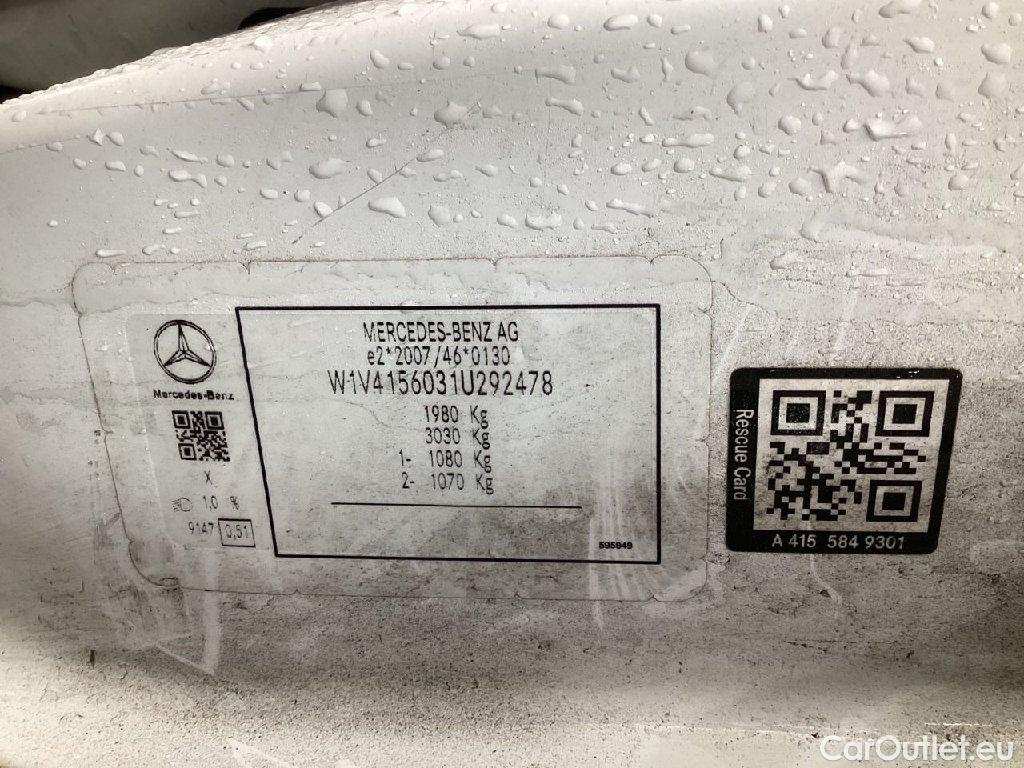 MERCEDES-BENZ AG
e2*2007/46*0130
W1V4156031U292478
1980 Kg
3030 Kg
1- 1080 Kg
2- 1070 Kg
595949
Mercedes-Benz
X
1,0 %
9147 0,51
Rescue Card
A 415 584 9301
CarOutlet.eu